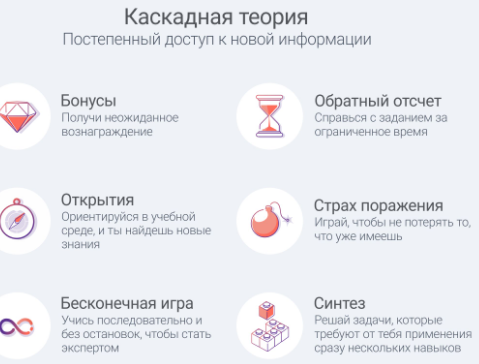 Каскадная теория
Постепенный доступ к новой информации
Бонусы
Получи неожиданное
вознаграждение
Обратный отсчет
Справься с заданием за
ограниченное время
Открытия
Ориентируйся в учебной
среде, и ты найдешь новые
знания
Страх поражения
Играй, чтобы не потерять то,
что уже имеешь
Бесконечная игра
Учись последовательно и
без остановок, чтобы стать
экспертом
Синтез
Решай задачи, которые
требуют от тебя применения
сразу нескольких навыков